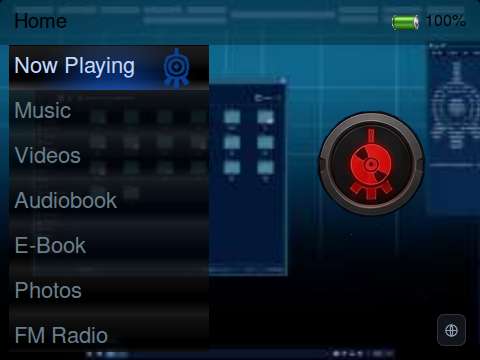 Home
100%
Now Playing
Music
Videos
Audiobook
E-Book
Photos
FM Radio